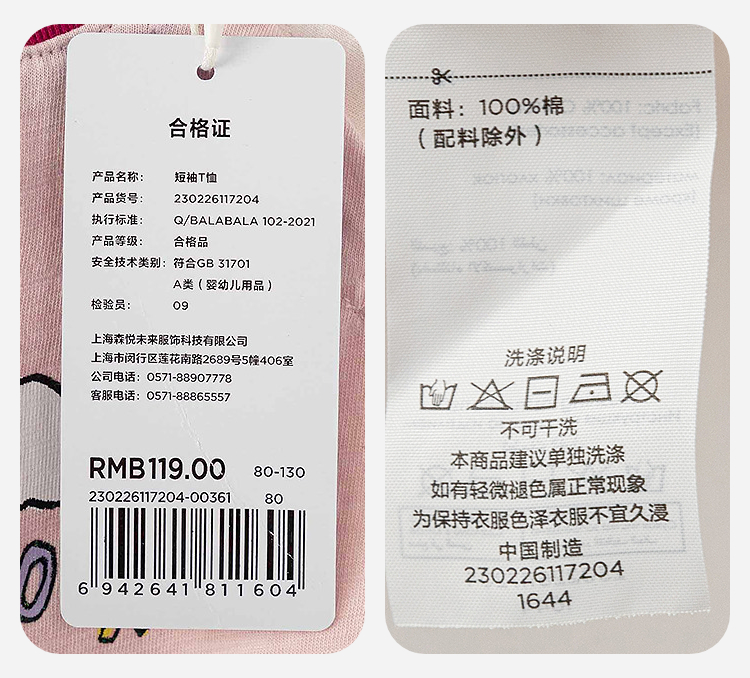 合格证
产品名称: 短袖T恤
产品货号: 230226117204
执行标准: Q/BALABALA 102-2021
产品等级: 合格品
安全技术类别: 符合GB 31701
A类（婴幼儿用品）
检验员: 09
上海森悦未来服饰科技有限公司
上海市闵行区莲花南路2689号5幢406室
公司电话: 0571-88907778
客服电话: 0571-88865557
RMB119.00 80-130
230226117204-00361 80
6 942641 811604
面料: 100%棉
（配料除外）
洗涤说明
不可干洗
本商品建议单独洗涤
如有轻微褪色属正常现象
为保持衣服色泽衣服不宜久浸
中国制造
230226117204
1644